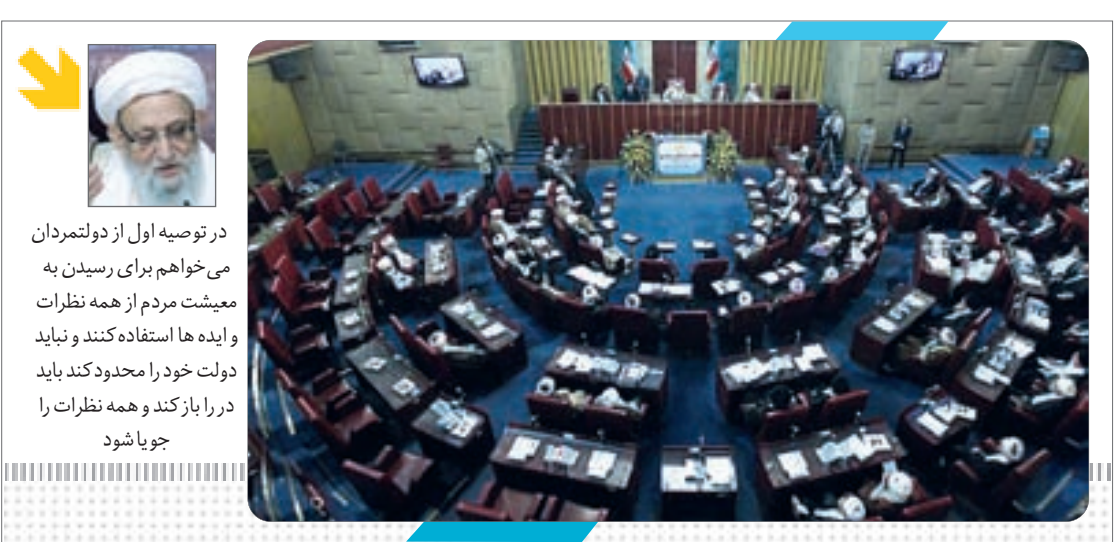 در توصیه اول از دولتمردان
می‌خواهم برای رسیدن به
معیشت مردم از همه نظرات
و ایده ها استفاده کنند و نباید
دولت خود را محدود کند باید
در را باز کند و همه نظرات را
جویا شود